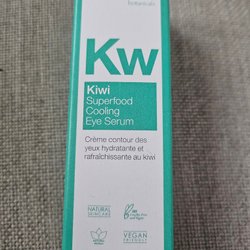 botanicals
Kw
Kiwi
Superfood
Cooling
Eye Serum
Crème contour des
yeux hydratante et
rafraîchissante au kiwi
NATURAL
SKINCARE
VEGAN
FRIENDLY